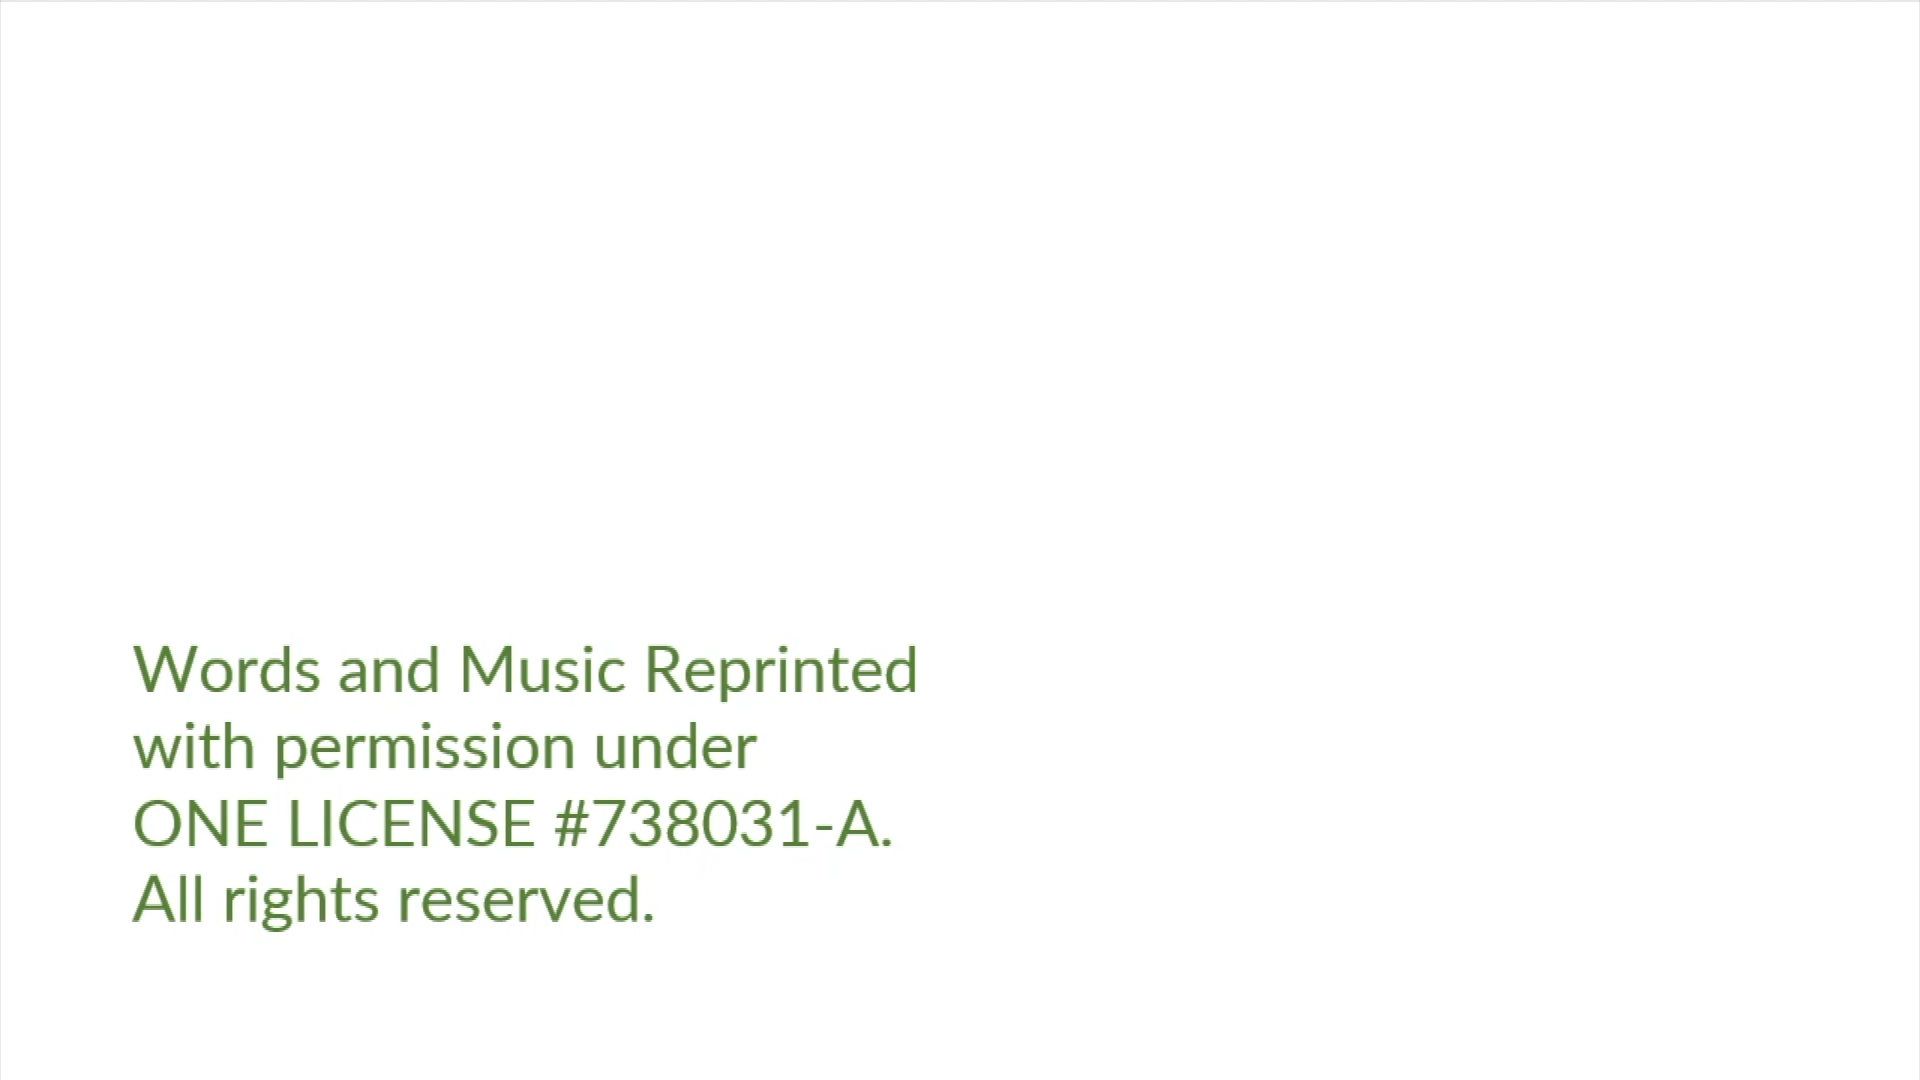 Words and Music Reprinted
with permission under
ONE LICENSE #738031-A.
All rights reserved.